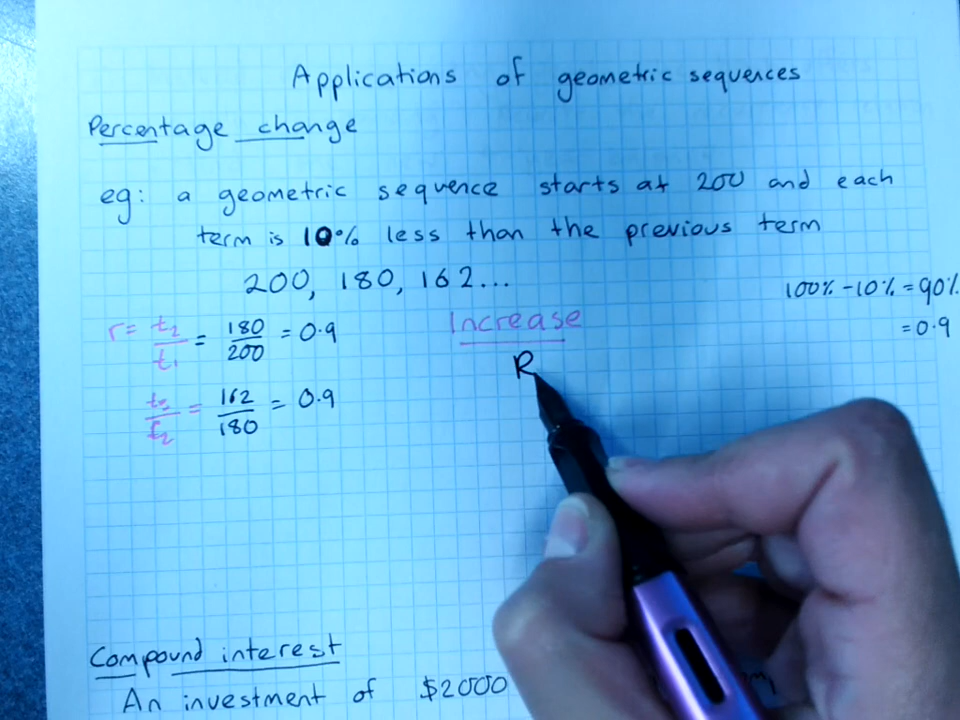 Applications of geometric sequences
Percentage change
eg: a geometric sequence starts at 200 and each
term is 10% less than the previous term
200, 180, 162...
100% - 10% = 90%
= 0.9
r = t₂/t₁ = 180/200 = 0.9
t₃/t₂ = 162/180 = 0.9
Increase
R
Compound interest
An investment of $2000